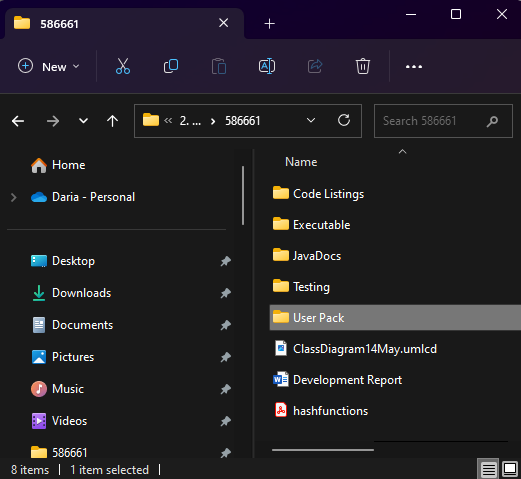 586661
New
2. ... 586661
Search 586661
Home
Daria - Personal
Desktop
Downloads
Documents
Pictures
Music
Videos
586661
Name
Code Listings
Executable
JavaDocs
Testing
User Pack
ClassDiagram14May.umlcd
Development Report
hashfunctions
8 items
1 item selected